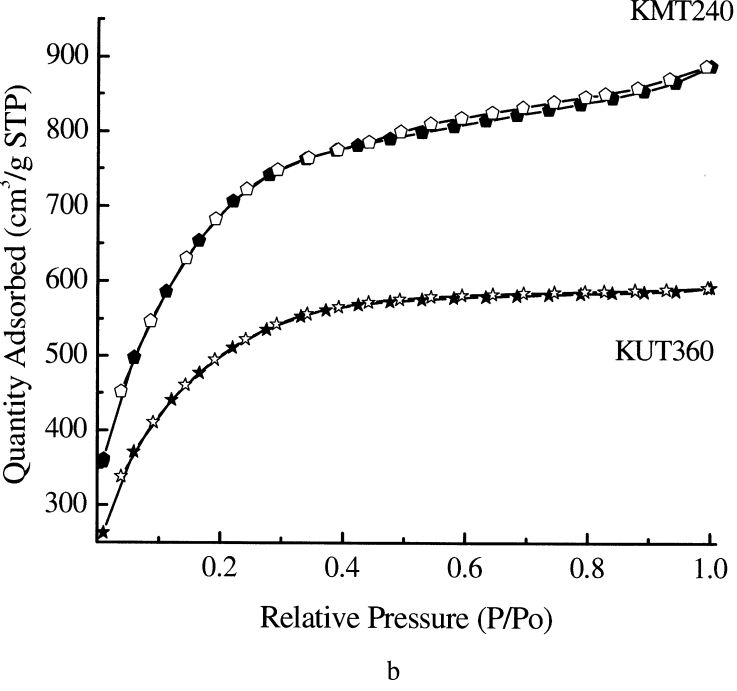 KMT240
900
800
700
600
500
400
300
Quantity Adsorbed (cm³/g STP)
KUT360
0.2 0.4 0.6 0.8 1.0
Relative Pressure (P/Po)
b